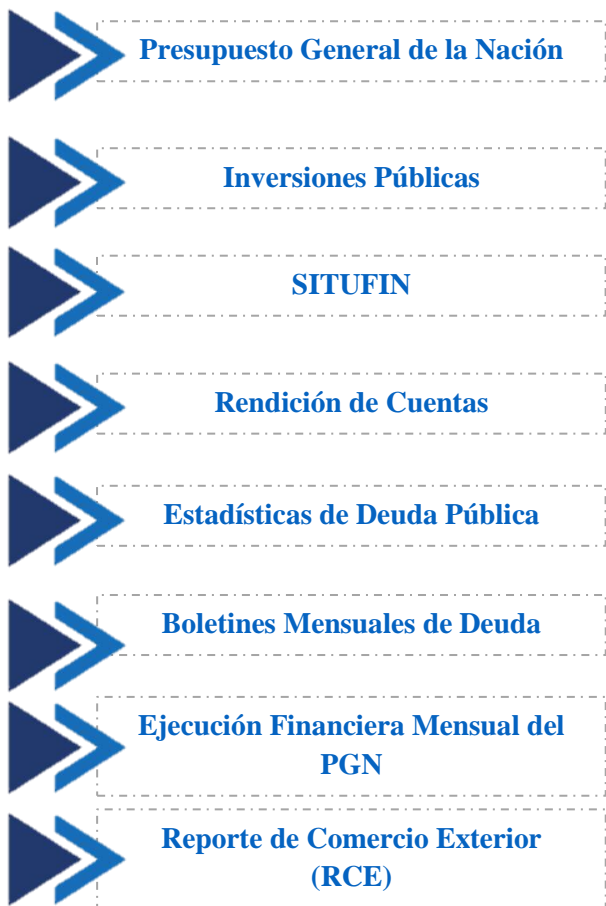 Presupuesto General de la Nación
Inversiones Públicas
SITUFIN
Rendición de Cuentas
Estadísticas de Deuda Pública
Boletines Mensuales de Deuda
Ejecución Financiera Mensual del
PGN
Reporte de Comercio Exterior
(RCE)